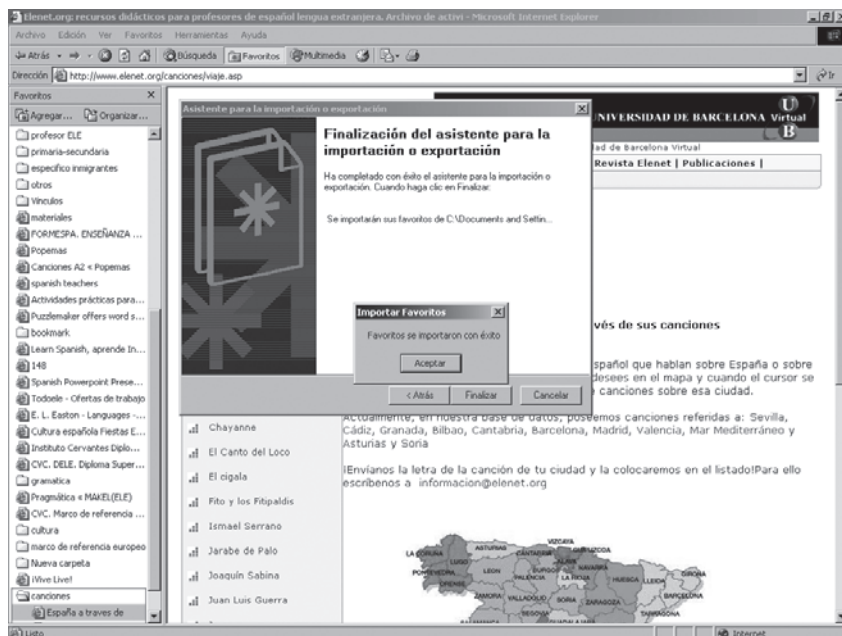 Elenet.org: recursos didácticos para profesores de español lengua extranjera. Archivo de activi - Microsoft Internet Explorer
Archivo Edición Ver Favoritos Herramientas Ayuda
Atrás Búsqueda Favoritos Multimedia
Dirección http://www.elenet.org/canciones/viaje.asp Ir
Favoritos
Agregar... Organizar...
profesor ELE
primaria-secundaria
especifico inmigrantes
otros
Vinculos
materiales
FORMESPA. ENSEÑANZA ...
Popemas
Canciones A2 « Popemas
spanish teachers
Actividades prácticas para...
Puzzlemaker offers word s...
bookmark
Learn Spanish, aprende In...
148
Spanish Powerpoint Prese...
Todoele - Ofertas de trabajo
E. L. Easton - Languages -...
Cultura española Fiestas E...
Instituto Cervantes Diplo...
CVC. DELE. Diploma Super...
gramatica
Pragmática « MAKEL(ELE)
CVC. Marco de referencia ...
cultura
marco de referencia europeo
Nueva carpeta
¡Vive Live!
canciones
España a traves de
Asistente para la importación o exportación
Finalización del asistente para la
importación o exportación
Ha completado con éxito el asistente para la importación o
exportación. Cuando haga clic en Finalizar:
Se importarán sus favoritos de C:\Documents and Settin...
Importar Favoritos
Favoritos se importaron con éxito
Aceptar
< Atrás Finalizar Cancelar
UNIVERSIDAD DE BARCELONA Virtual
U
B
dad de Barcelona Virtual
Revista Elenet | Publicaciones |
vés de sus canciones
español que hablan sobre España o sobre
desees en el mapa y cuando el cursor se
canciones sobre esa ciudad.
Actualmente, en nuestra base de datos, poseemos canciones referidas a: Sevilla,
Cádiz, Granada, Bilbao, Cantabria, Barcelona, Madrid, Valencia, Mar Mediterráneo y
Asturias y Soria
¡Envíanos la letra de la canción de tu ciudad y la colocaremos en el listado!Para ello
escríbenos a informacion@elenet.org
Chayanne
El Canto del Loco
El cigala
Fito y los Fitipaldis
Ismael Serrano
Jarabe de Palo
Joaquín Sabina
Juan Luis Guerra
LA CORUÑA
LUGO
ASTURIAS
CANTABRIA
VIZCAYA
GUIPUZCOA
ALAVA
NAVARRA
PONTEVEDRA
ORENSE
LEON
PALENCIA
BURGOS
LA RIOJA
HUESCA
LLEIDA
GIRONA
BARCELONA
ZAMORA
VALLADOLID
SORIA
ZARAGOZA
TARRAGONA
SEGOVIA
Listo
Internet